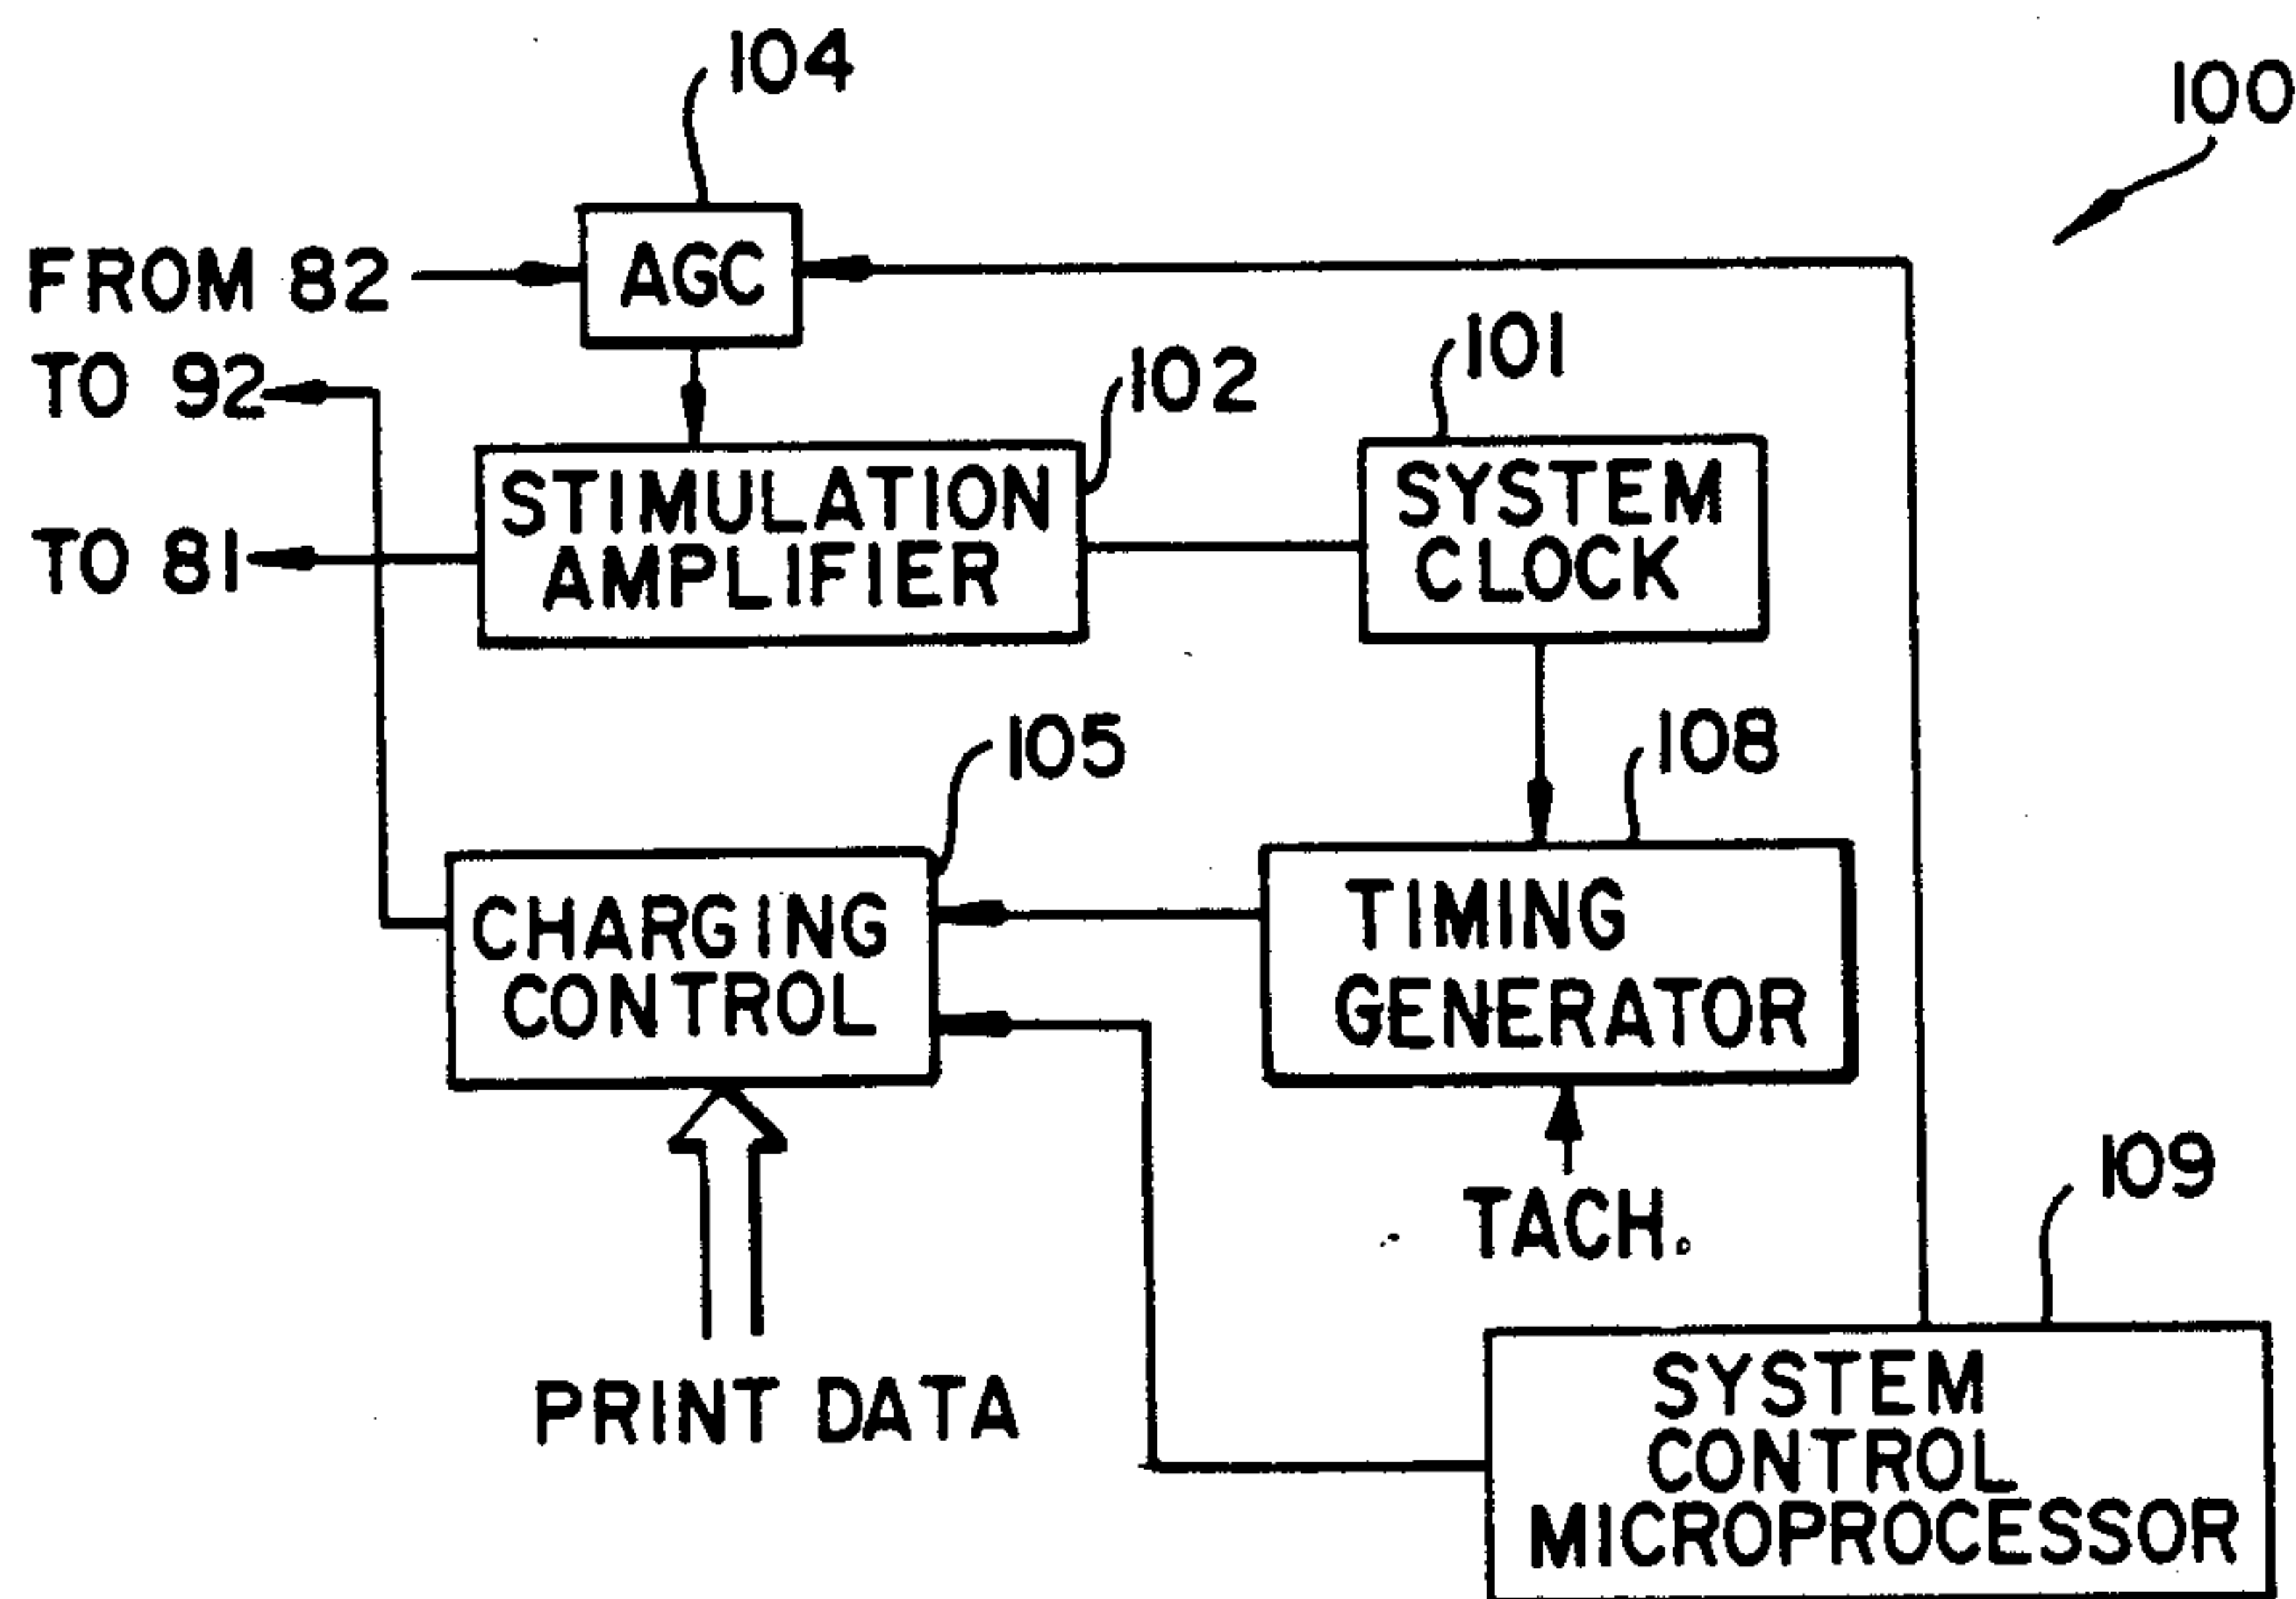 104
100
FROM 82
AGC
TO 92
102
101
STIMULATION
AMPLIFIER
SYSTEM
CLOCK
TO 81
105
108
CHARGING
CONTROL
TIMING
GENERATOR
TACH.
109
PRINT DATA
SYSTEM
CONTROL
MICROPROCESSOR